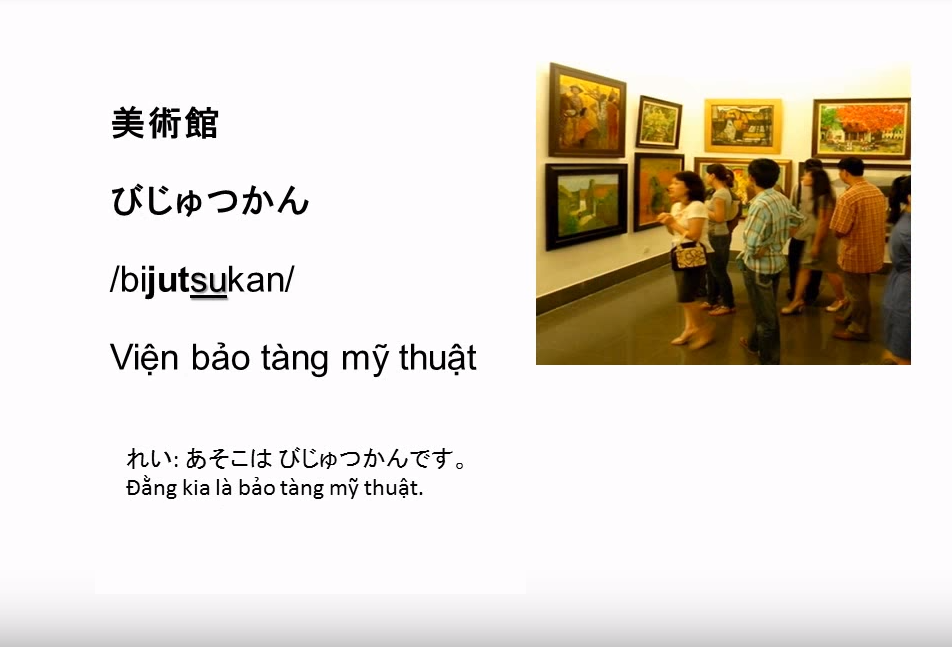 美術館
びじゅつかん
/bijutsukan/
Viện bảo tàng mỹ thuật
れい: あそこは びじゅつかんです。
Đằng kia là bảo tàng mỹ thuật.